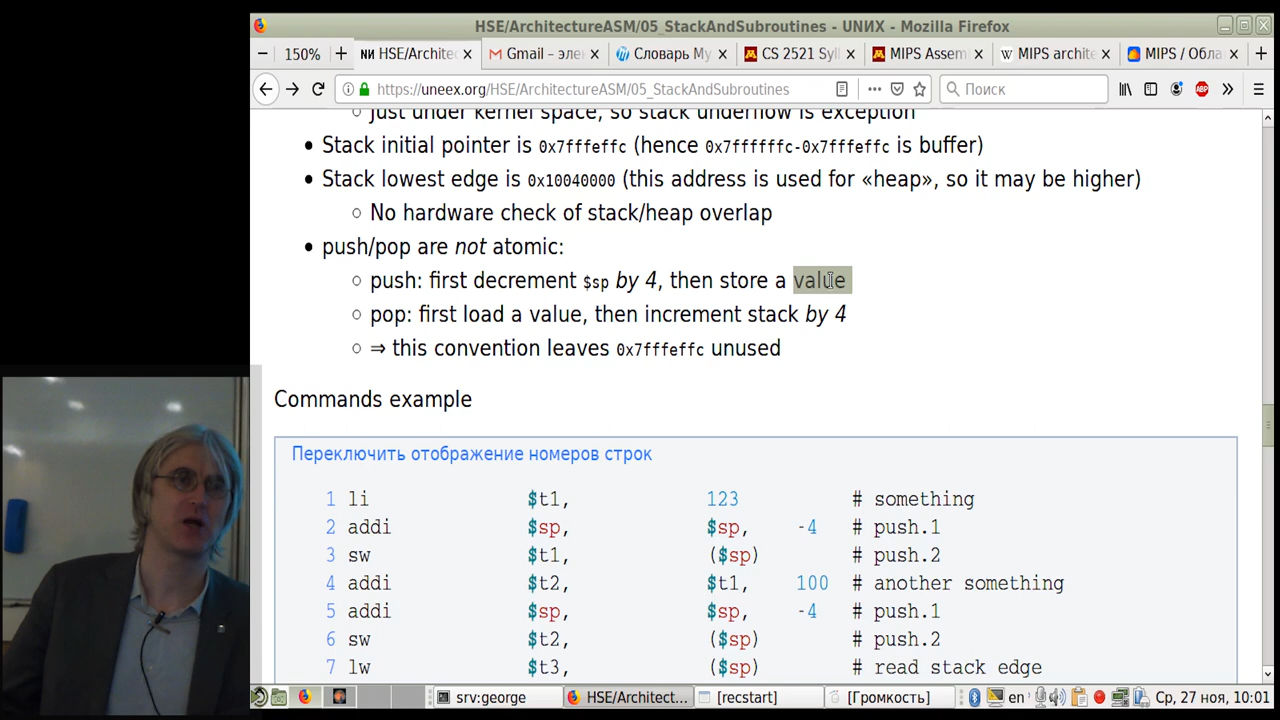 HSE/ArchitectureASM/05_StackAndSubroutines - UNИX - Mozilla Firefox
150% HSE/Architec Gmail – элек Словарь Му CS 2521 Syll MIPS Assem MIPS archite MIPS / Обла
https://uneex.org/HSE/ArchitectureASM/05_StackAndSubroutines Поиск
Just under kernel space, so stack underflow is exception
Stack initial pointer is 0x7fffeffc (hence 0x7ffffffc-0x7fffeffc is buffer)
Stack lowest edge is 0x10040000 (this address is used for «heap», so it may be higher)
No hardware check of stack/heap overlap
push/pop are not atomic:
push: first decrement $sp by 4, then store a value
pop: first load a value, then increment stack by 4
⇒ this convention leaves 0x7fffeffc unused
Commands example
Переключить отображение номеров строк
1 li $t1, 123 # something
2 addi $sp, $sp, -4 # push.1
3 sw $t1, ($sp) # push.2
4 addi $t2, $t1, 100 # another something
5 addi $sp, $sp, -4 # push.1
6 sw $t2, ($sp) # push.2
7 lw $t3, ($sp) # read stack edge
srv:george HSE/Architect... [recstart] [Громкость] en Ср, 27 ноя, 10:01